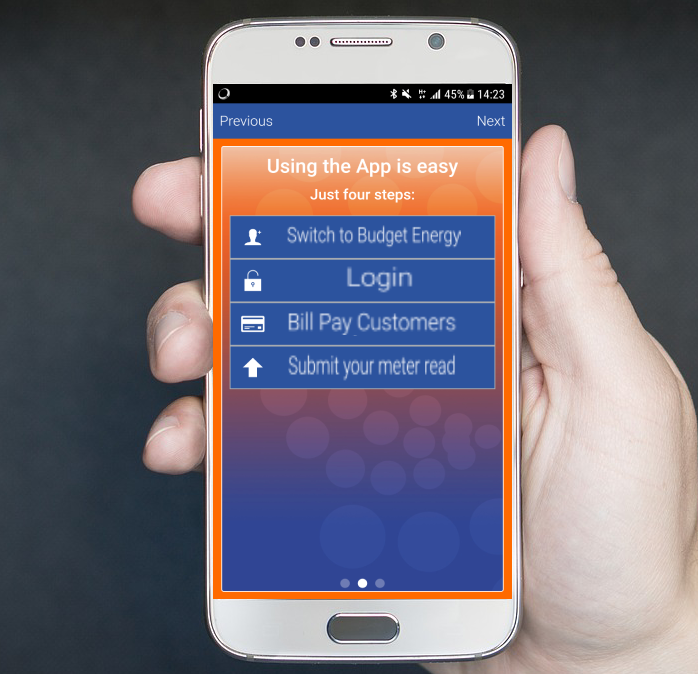 45% 14:23
Previous Next
Using the App is easy
Just four steps:
Switch to Budget Energy
Login
Bill Pay Customers
Submit your meter read